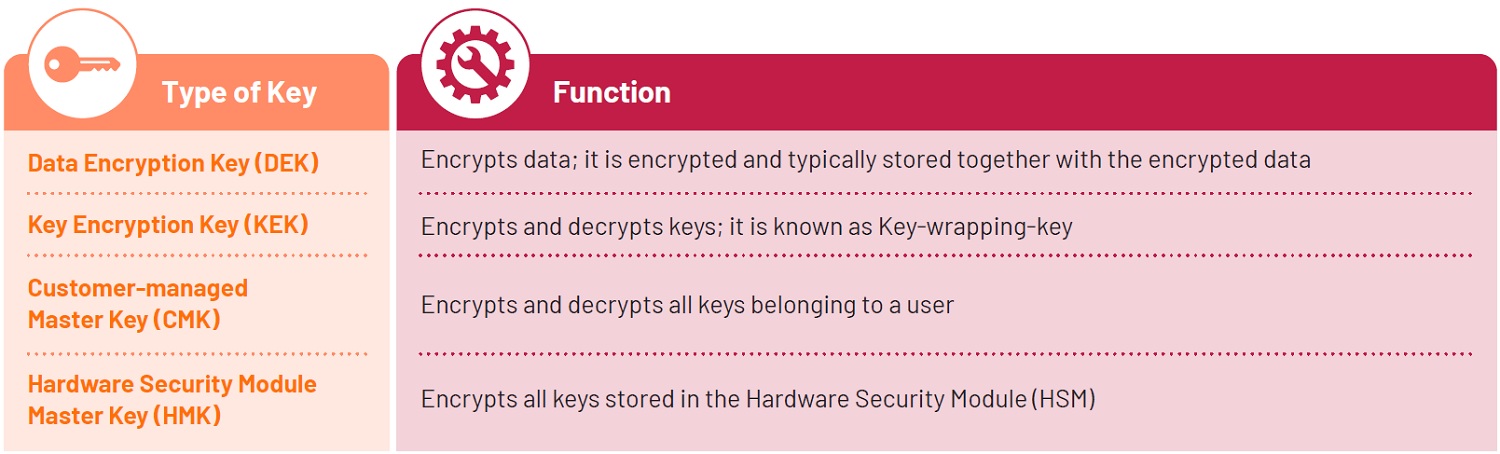 Type of Key
Function
Data Encryption Key (DEK)
Encrypts data; it is encrypted and typically stored together with the encrypted data
Key Encryption Key (KEK)
Encrypts and decrypts keys; it is known as Key-wrapping-key
Customer-managed
Master Key (CMK)
Encrypts and decrypts all keys belonging to a user
Hardware Security Module
Master Key (HMK)
Encrypts all keys stored in the Hardware Security Module (HSM)